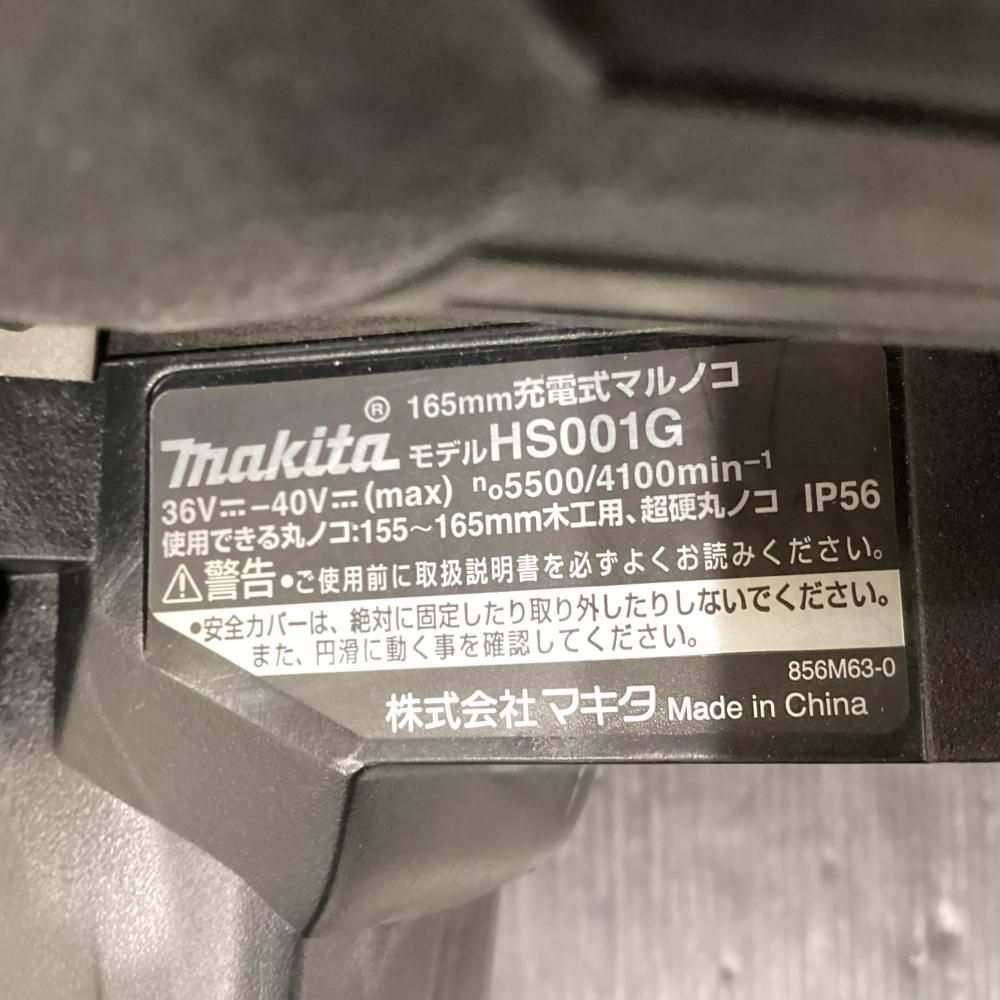 ® 165mm充電式マルノコ
makita モデルHS001G
36V⎓-40V⎓(max) n₀5500/4100min⁻¹
使用できる丸ノコ:155～165mm木工用、超硬丸ノコ IP56
⚠警告•ご使用前に取扱説明書を必ずよくお読みください。
•安全カバーは、絶対に固定したり取り外したりしないでください。
また、円滑に動く事を確認してください。
856M63-0
株式会社マキタ Made in China